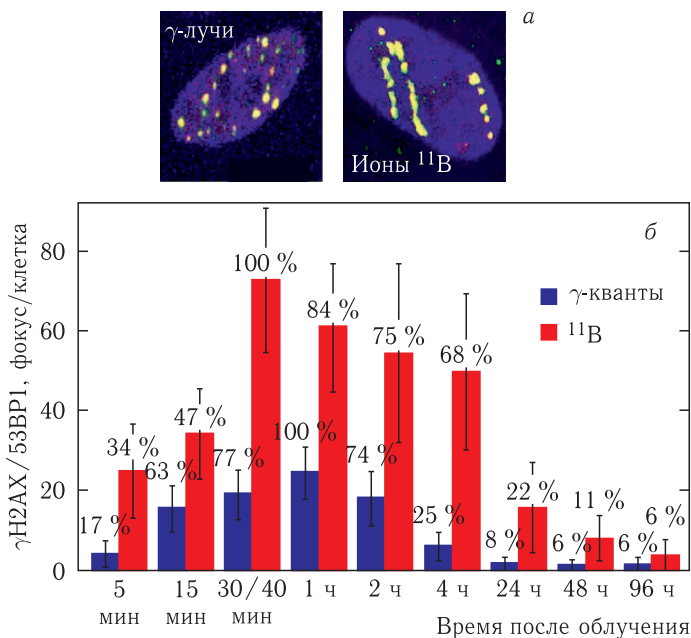 а
γ-лучи
Ионы ¹¹B
б
γH2AX/53BP1, фокус/клетка
80
60
40
20
0
γ-кванты
¹¹B
17 %
34 %
63 %
47 %
77 %
100 %
100 %
84 %
74 %
75 %
25 %
68 %
8 %
22 %
6 %
11 %
6 %
6 %
5 мин
15 мин
30/40 мин
1 ч
2 ч
4 ч
24 ч
48 ч
96 ч
Время после облучения